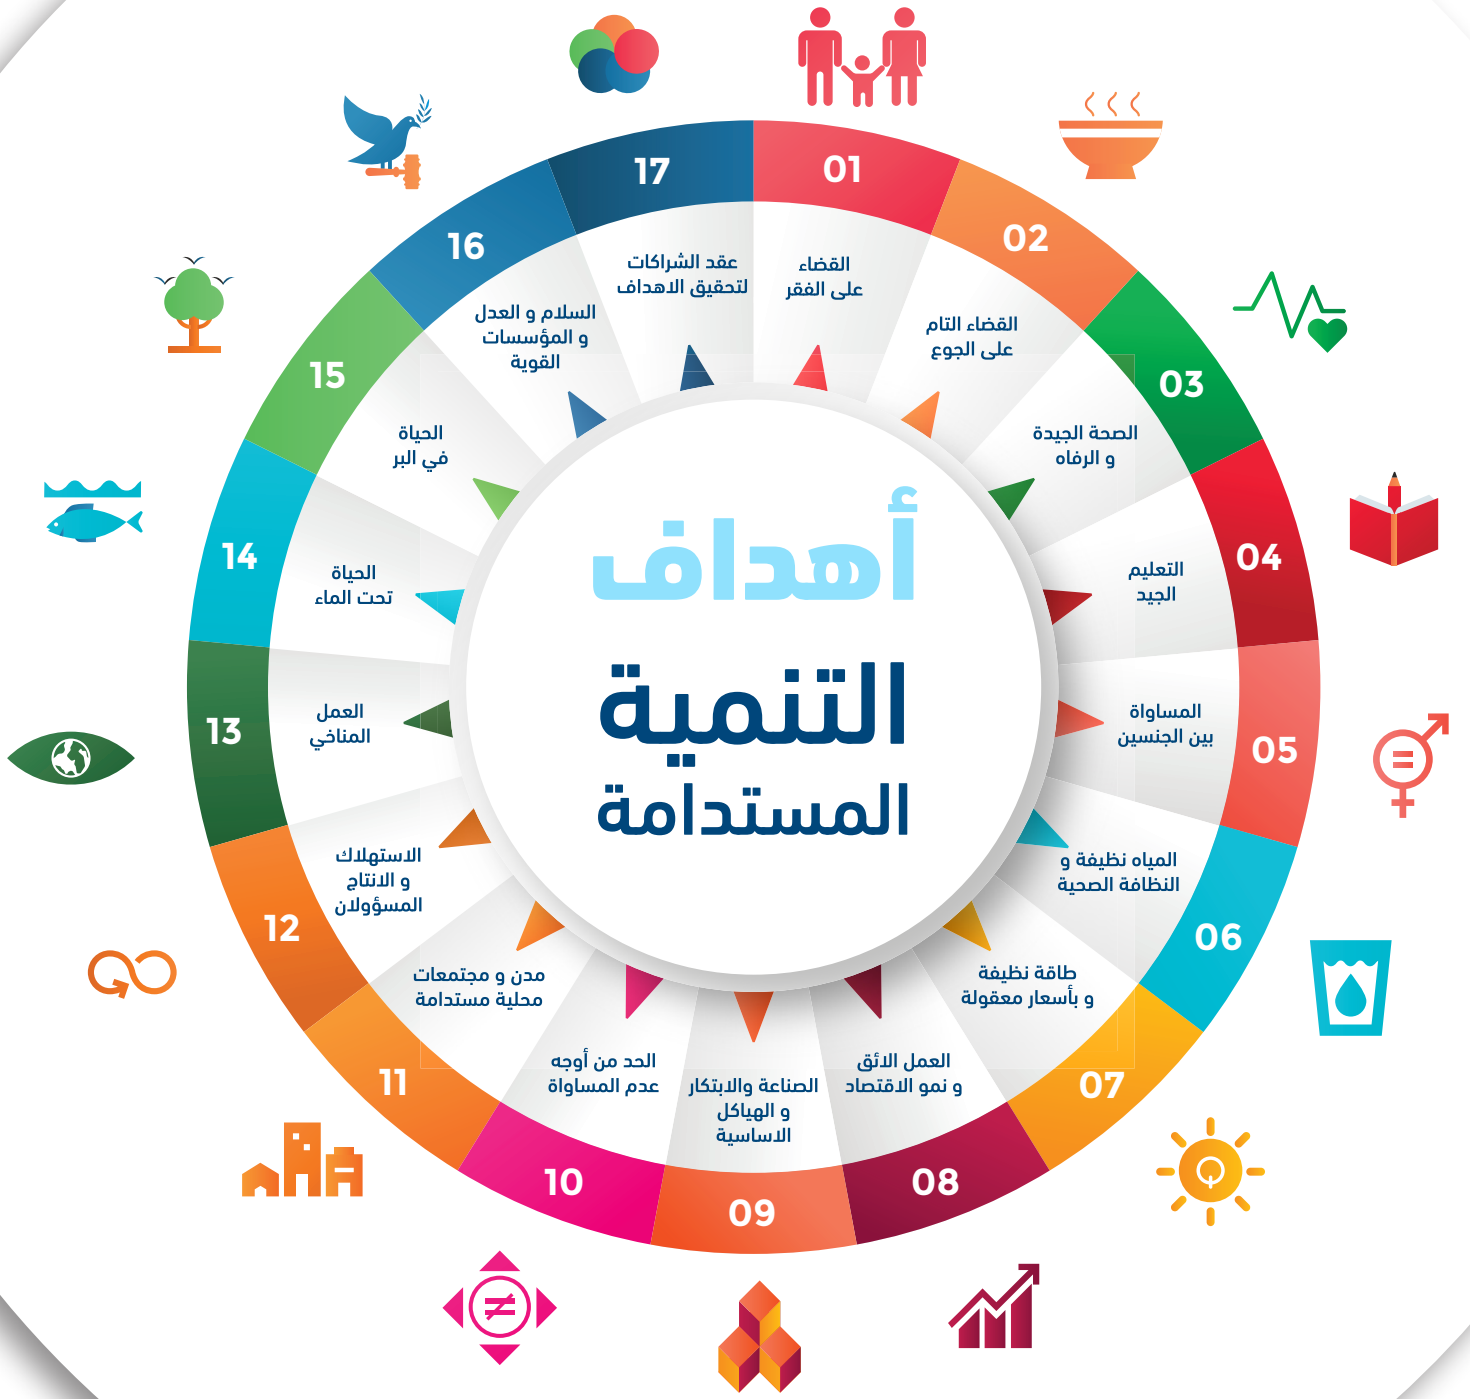 أهداف
التنمية
المستدامة
01
القضاء
على الفقر
02
القضاء التام
على الجوع
03
الصحة الجيدة
و الرفاه
04
التعليم
الجيد
05
المساواة
بين الجنسين
06
المياه نظيفة و
النظافة الصحية
07
طاقة نظيفة
و بأسعار معقولة
08
العمل الائق
و نمو الاقتصاد
09
الصناعة والابتكار
و الهياكل
الاساسية
10
الحد من أوجه
عدم المساواة
11
مدن و مجتمعات
محلية مستدامة
12
الاستهلاك
و الانتاج
المسؤولان
13
العمل
المناخي
14
الحياة
تحت الماء
15
الحياة
في البر
16
السلام و العدل
و المؤسسات
القوية
17
عقد الشراكات
لتحقيق الاهداف